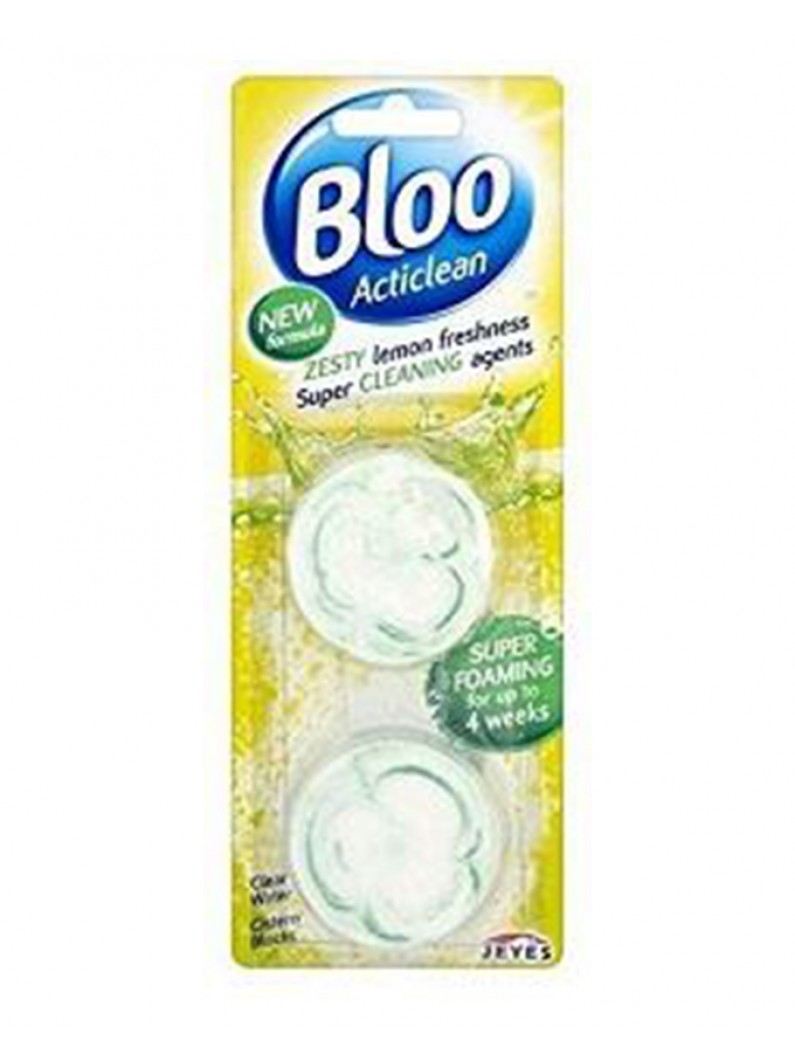 Bloo
Acticlean
NEW
formula
ZESTY lemon freshness
Super CLEANING agents
SUPER
FOAMING
for up to
4 weeks
Clear
Water
Cistern
Blocks
JEYES